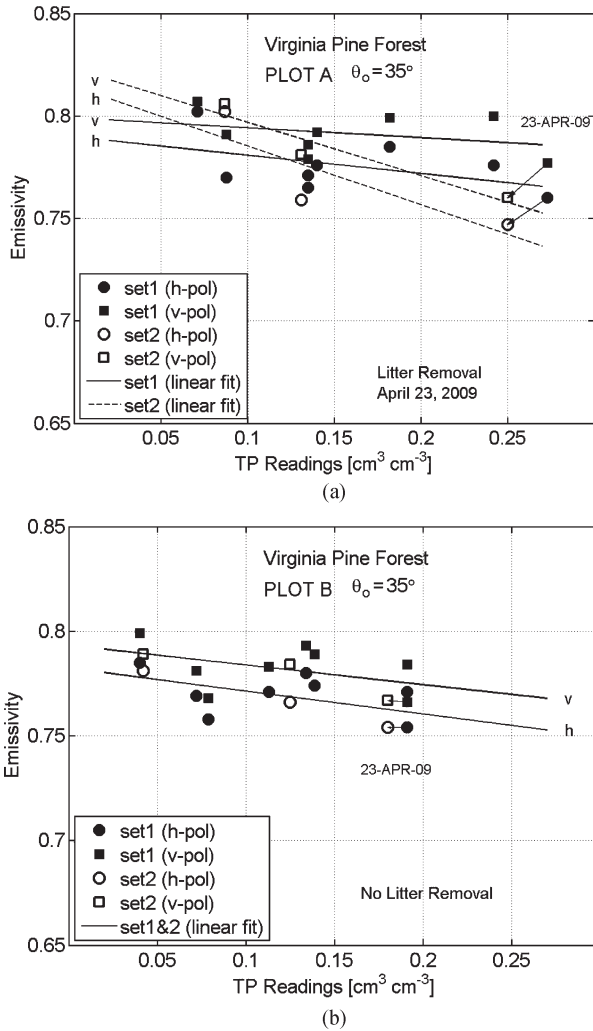 0.85
Virginia Pine Forest
PLOT A θo = 35°
v
h
v
h
23-APR-09
0.8
0.75
0.7
0.65
Emissivity
set1 (h-pol)
set1 (v-pol)
set2 (h-pol)
set2 (v-pol)
set1 (linear fit)
set2 (linear fit)
Litter Removal
April 23, 2009
0.05 0.1 0.15 0.2 0.25
TP Readings [cm³ cm⁻³]
(a)
0.85
Virginia Pine Forest
PLOT B θo = 35°
0.8
v
h
0.75
23-APR-09
0.7
0.65
Emissivity
set1 (h-pol)
set1 (v-pol)
set2 (h-pol)
set2 (v-pol)
set1&2 (linear fit)
No Litter Removal
0.05 0.1 0.15 0.2 0.25
TP Readings [cm³ cm⁻³]
(b)